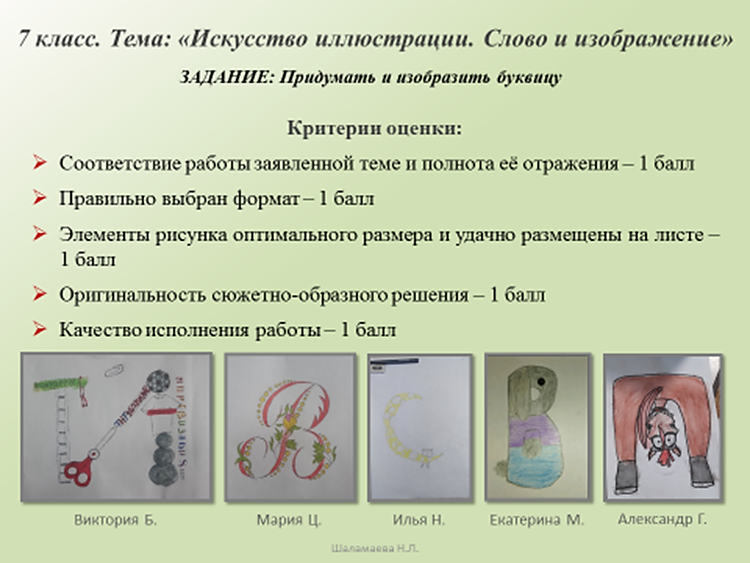 7 класс. Тема: «Искусство иллюстрации. Слово и изображение»
ЗАДАНИЕ: Придумать и изобразить буквицу
Критерии оценки:
Соответствие работы заявленной теме и полнота её отражения – 1 балл
Правильно выбран формат – 1 балл
Элементы рисунка оптимального размера и удачно размещены на листе –
1 балл
Оригинальность сюжетно-образного решения – 1 балл
Качество исполнения работы – 1 балл
Виктория Б.
Мария Ц.
Илья Н.
Екатерина М.
Александр Г.
Шаламаева Н.Л.